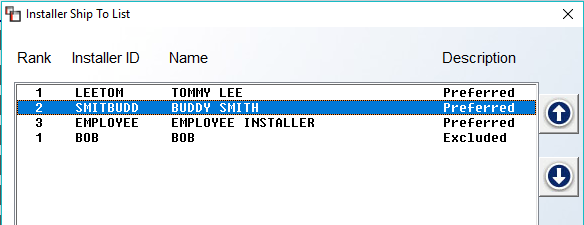 Installer Ship To List
Rank Installer ID Name Description
1 LEETOM TOMMY LEE Preferred
2 SMITBUDD BUDDY SMITH Preferred
3 EMPLOYEE EMPLOYEE INSTALLER Preferred
1 BOB BOB Excluded